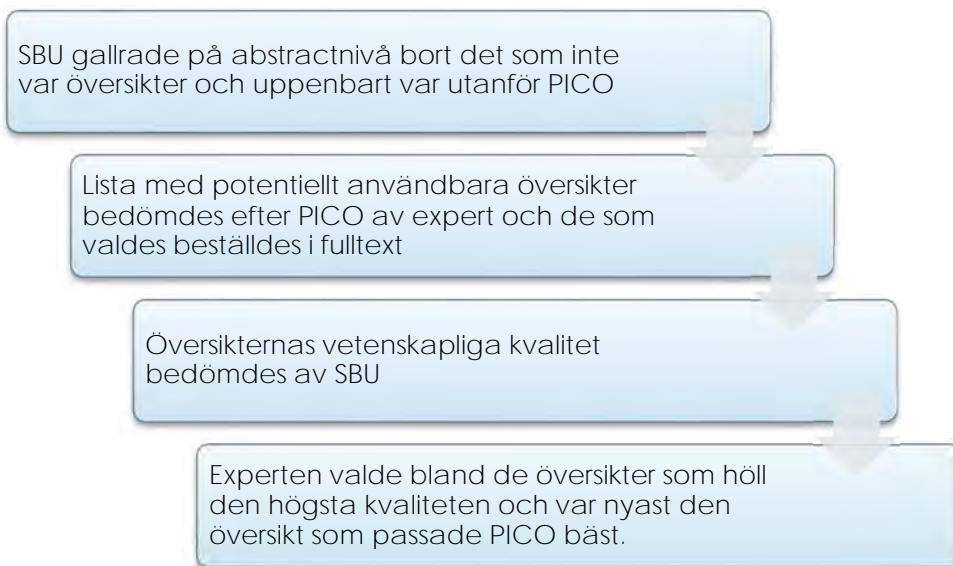 SBU gallrade på abstractnivå bort det som inte
var översikter och uppenbart var utanför PICO
Lista med potentiellt användbara översikter
bedömdes efter PICO av expert och de som
valdes beställdes i fulltext
Översikternas vetenskapliga kvalitet
bedömdes av SBU
Experten valde bland de översikter som höll
den högsta kvaliteten och var nyast den
översikt som passade PICO bäst.